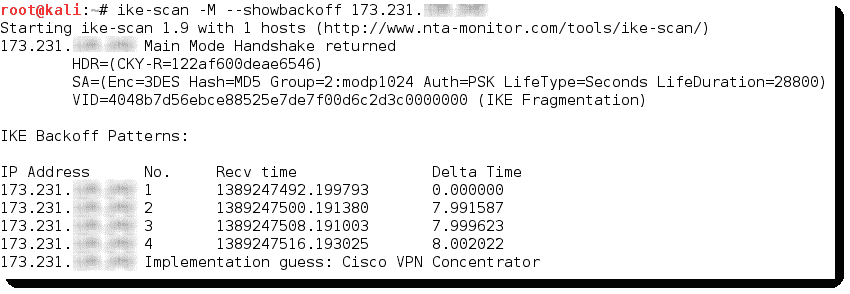 root@kali:~# ike-scan -M --showbackoff 173.231.
Starting ike-scan 1.9 with 1 hosts (http://www.nta-monitor.com/tools/ike-scan/)
173.231. Main Mode Handshake returned
HDR=(CKY-R=122af600deae6546)
SA=(Enc=3DES Hash=MD5 Group=2:modp1024 Auth=PSK LifeType=Seconds LifeDuration=28800)
VID=4048b7d56ebce88525e7de7f00d6c2d3c0000000 (IKE Fragmentation)
IKE Backoff Patterns:
IP Address No. Recv time Delta Time
173.231. 1 1389247492.199793 0.000000
173.231. 2 1389247500.191380 7.991587
173.231. 3 1389247508.191003 7.999623
173.231. 4 1389247516.193025 8.002022
173.231. Implementation guess: Cisco VPN Concentrator